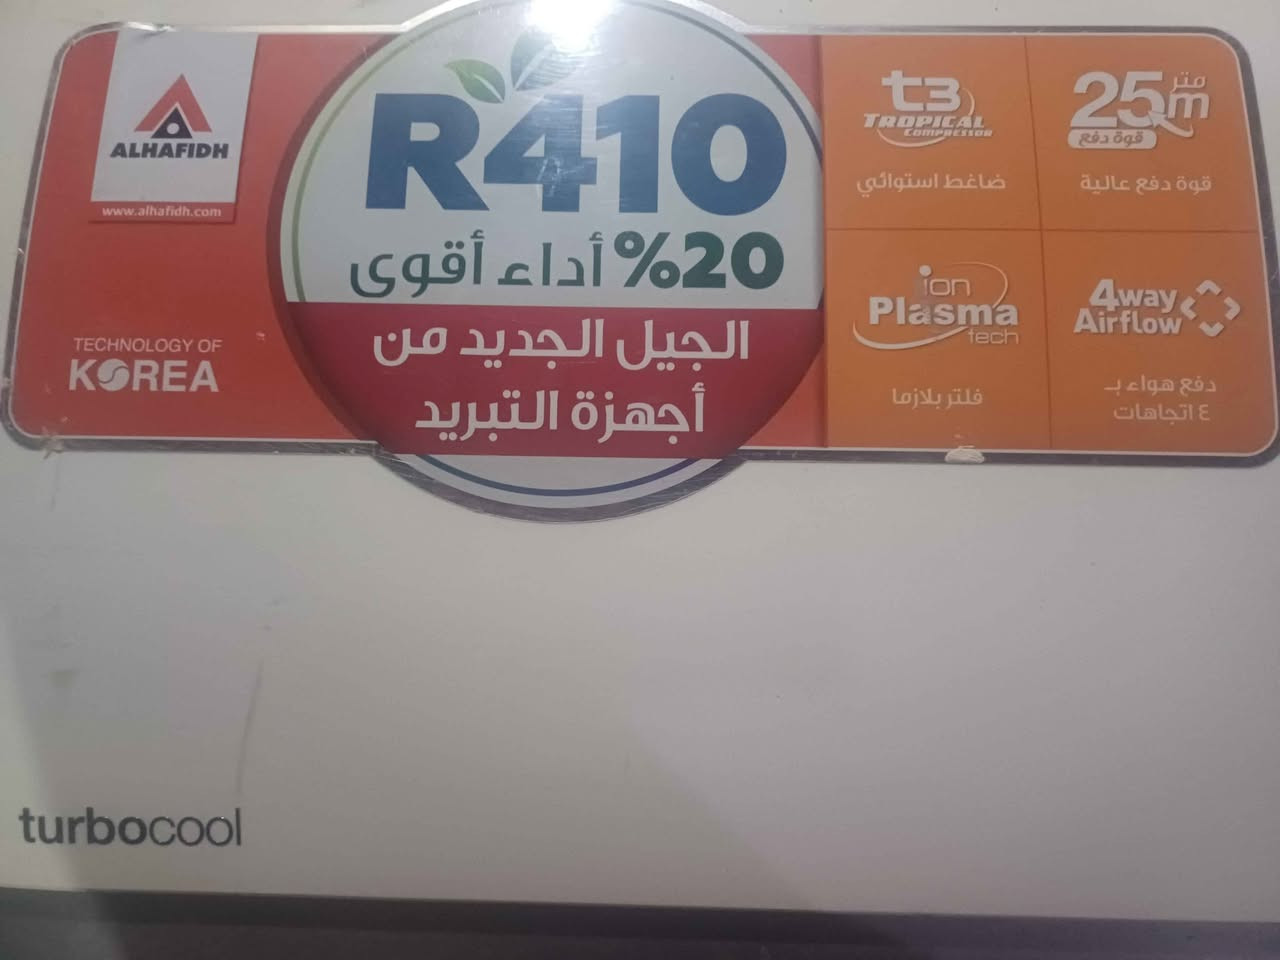 ALHAFIDH
www.alhafidh.com
TECHNOLOGY OF
KOREA
R410
20% أداء أقوى
الجيل الجديد من
أجهزة التبريد
t3
TROPICAL
COMPRESSOR
ضاغط استوائي
25m متر
قوة دفع
قوة دفع عالية
ion
Plasma
tech
فلتر بلازما
4way
Airflow
دفع هواء بـ
٤ اتجاهات
turbocool